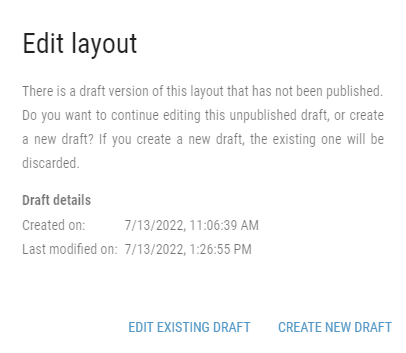 Edit layout
There is a draft version of this layout that has not been published.
Do you want to continue editing this unpublished draft, or create
a new draft? If you create a new draft, the existing one will be
discarded.
Draft details
Created on: 7/13/2022, 11:06:39 AM
Last modified on: 7/13/2022, 1:26:55 PM
EDIT EXISTING DRAFT CREATE NEW DRAFT